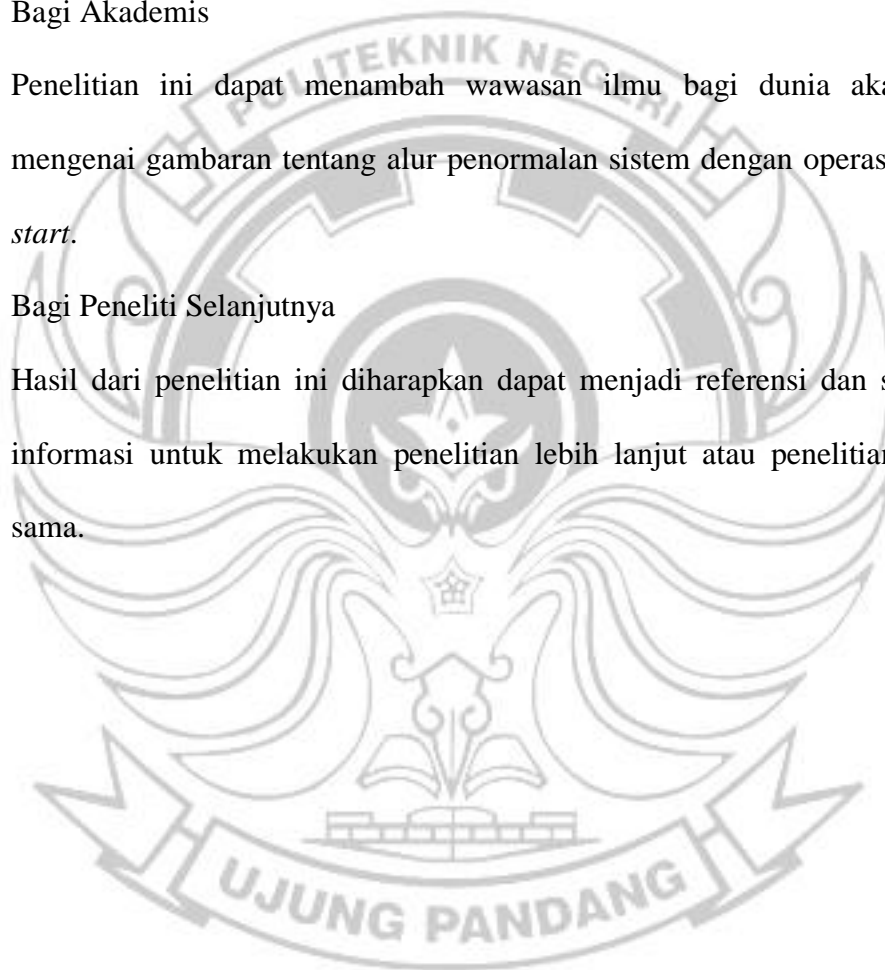 Bagi Akademis
POLITEKNIK NEGERI
Penelitian ini dapat menambah wawasan ilmu bagi dunia aka
mengenai gambaran tentang alur penormalan sistem dengan operas
start.
Bagi Peneliti Selanjutnya
Hasil dari penelitian ini diharapkan dapat menjadi referensi dan s
informasi untuk melakukan penelitian lebih lanjut atau penelitian
sama.
UJUNG PANDANG